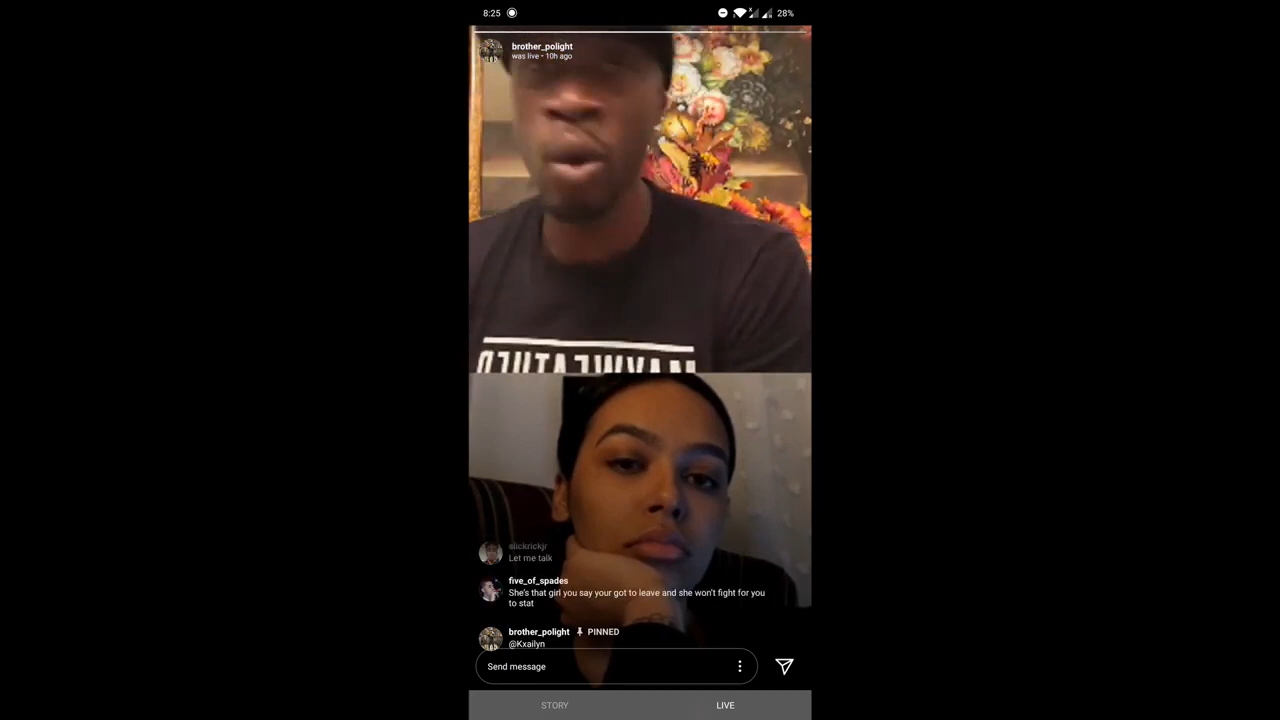 8:25
28%
brother_polight
was live • 10h ago
MAYWEATHER
slickrickjr
Let me talk
five_of_spades
She's that girl you say your got to leave and she won't fight for you
to stat
brother_polight PINNED
@Kxailyn
Send message
STORY
LIVE